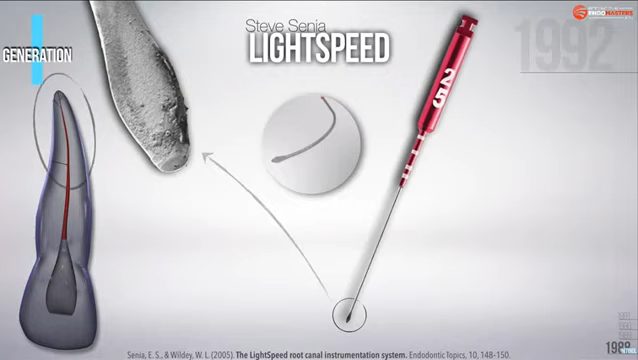 GENERATION
Steve Senia
LIGHTSPEED
1992
ENDOMASTERS
25
Senia, E. S., & Wildey, W. L. (2005). The LightSpeed root canal instrumentation system. Endodontic Topics, 10, 148-150.